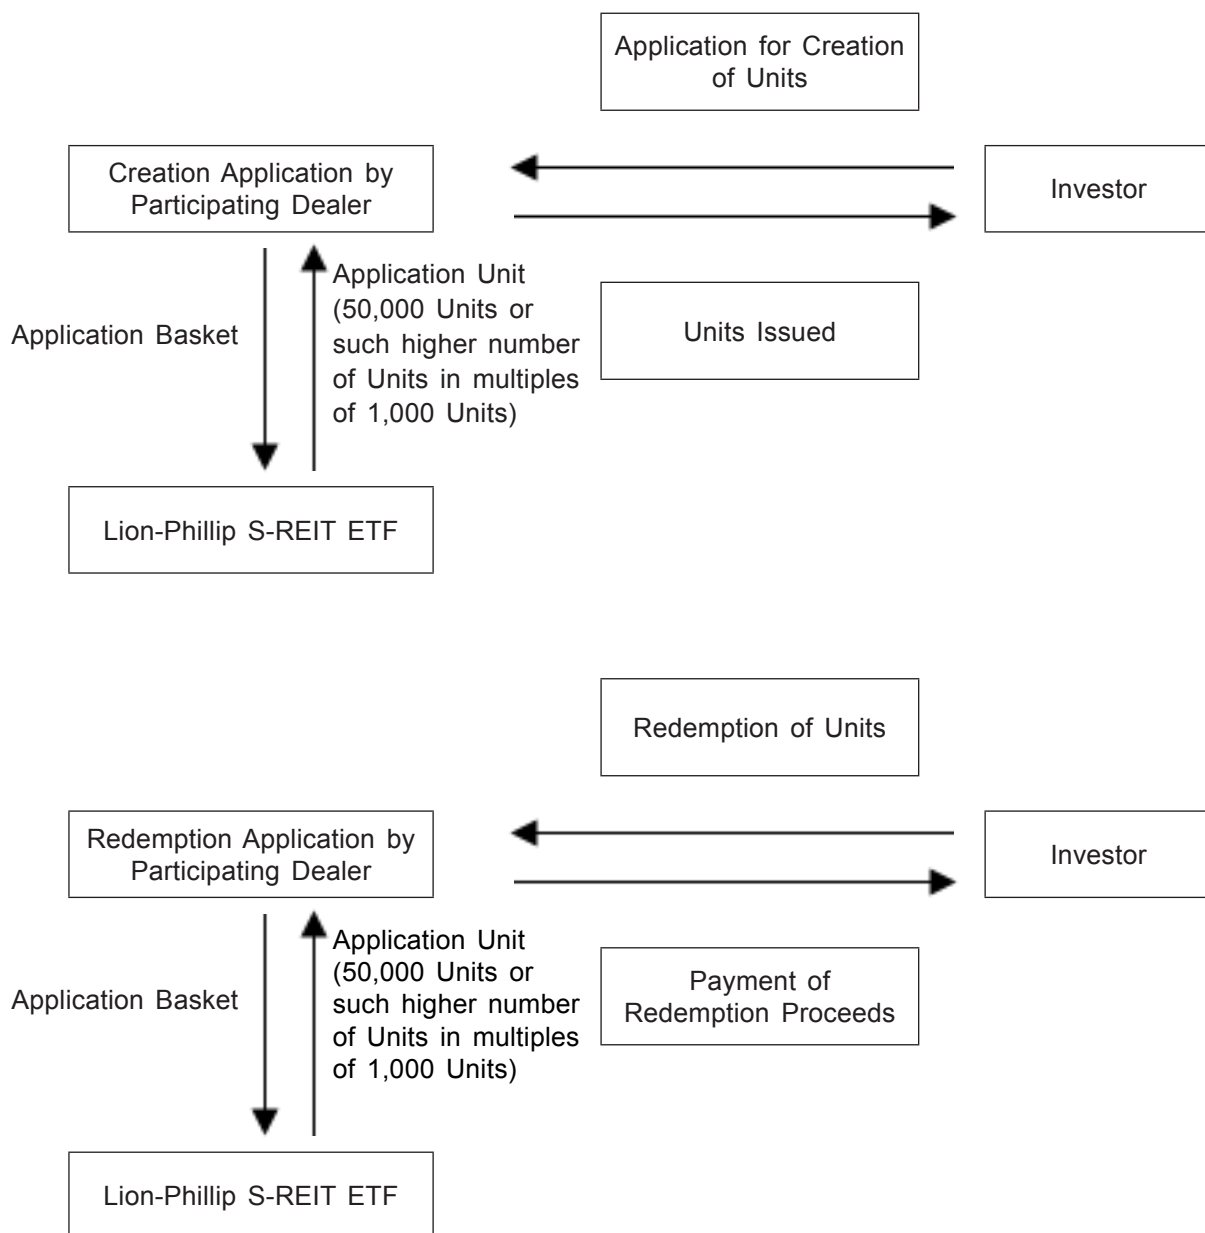 Application for Creation
of Units
Creation Application by
Participating Dealer
Investor
Application Basket
Application Unit
(50,000 Units or
such higher number
of Units in multiples
of 1,000 Units)
Units Issued
Lion-Phillip S-REIT ETF
Redemption of Units
Redemption Application by
Participating Dealer
Investor
Application Basket
Application Unit
(50,000 Units or
such higher number
of Units in multiples
of 1,000 Units)
Payment of
Redemption Proceeds
Lion-Phillip S-REIT ETF